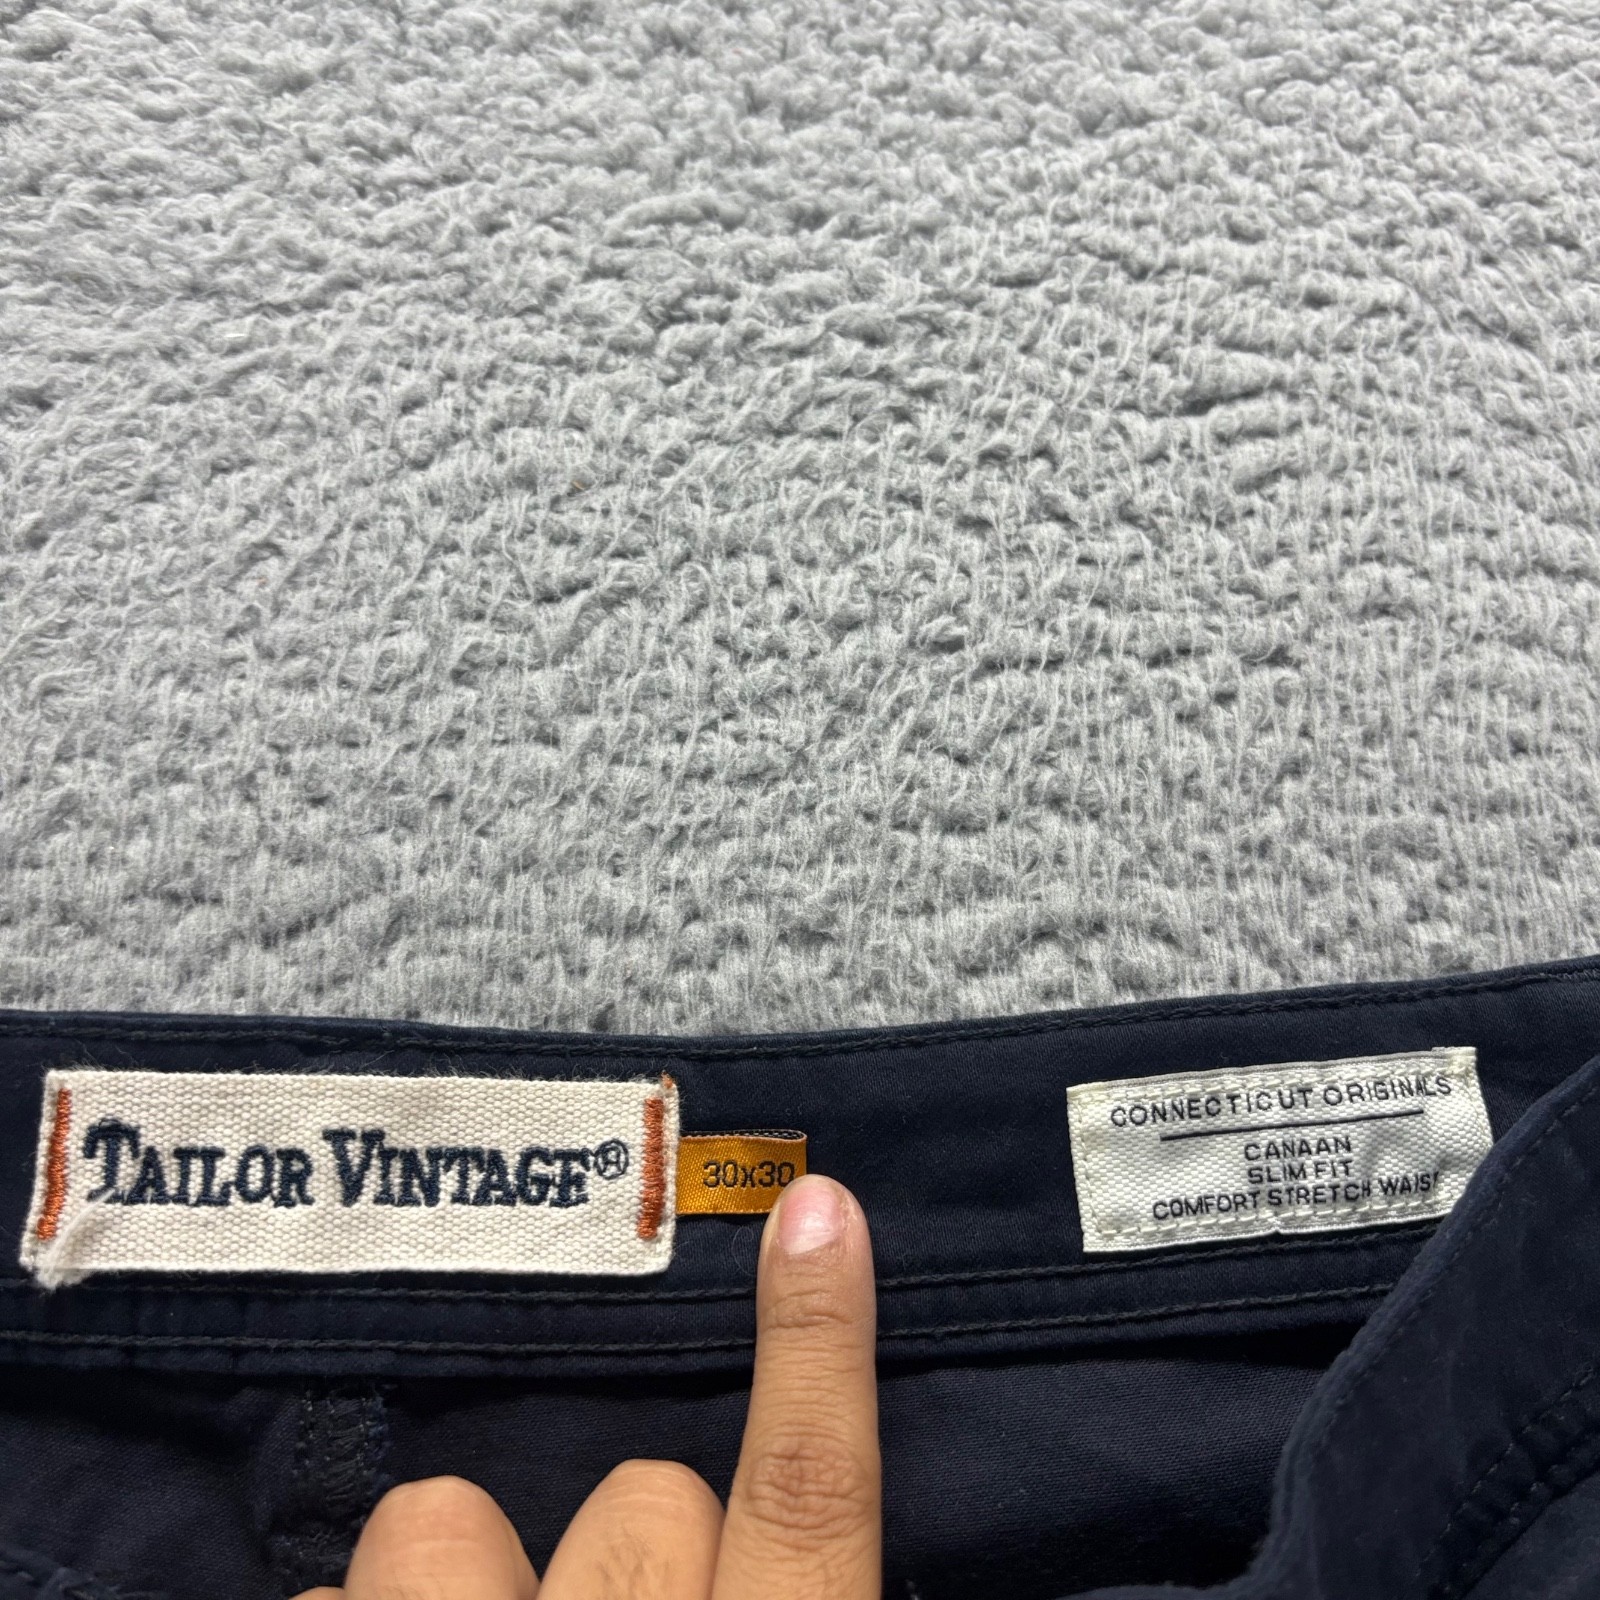 TAILOR VINTAGE®
30x30
CONNECTICUT ORIGINALS
CANAAN
SLIM FIT
COMFORT STRETCH WAIST